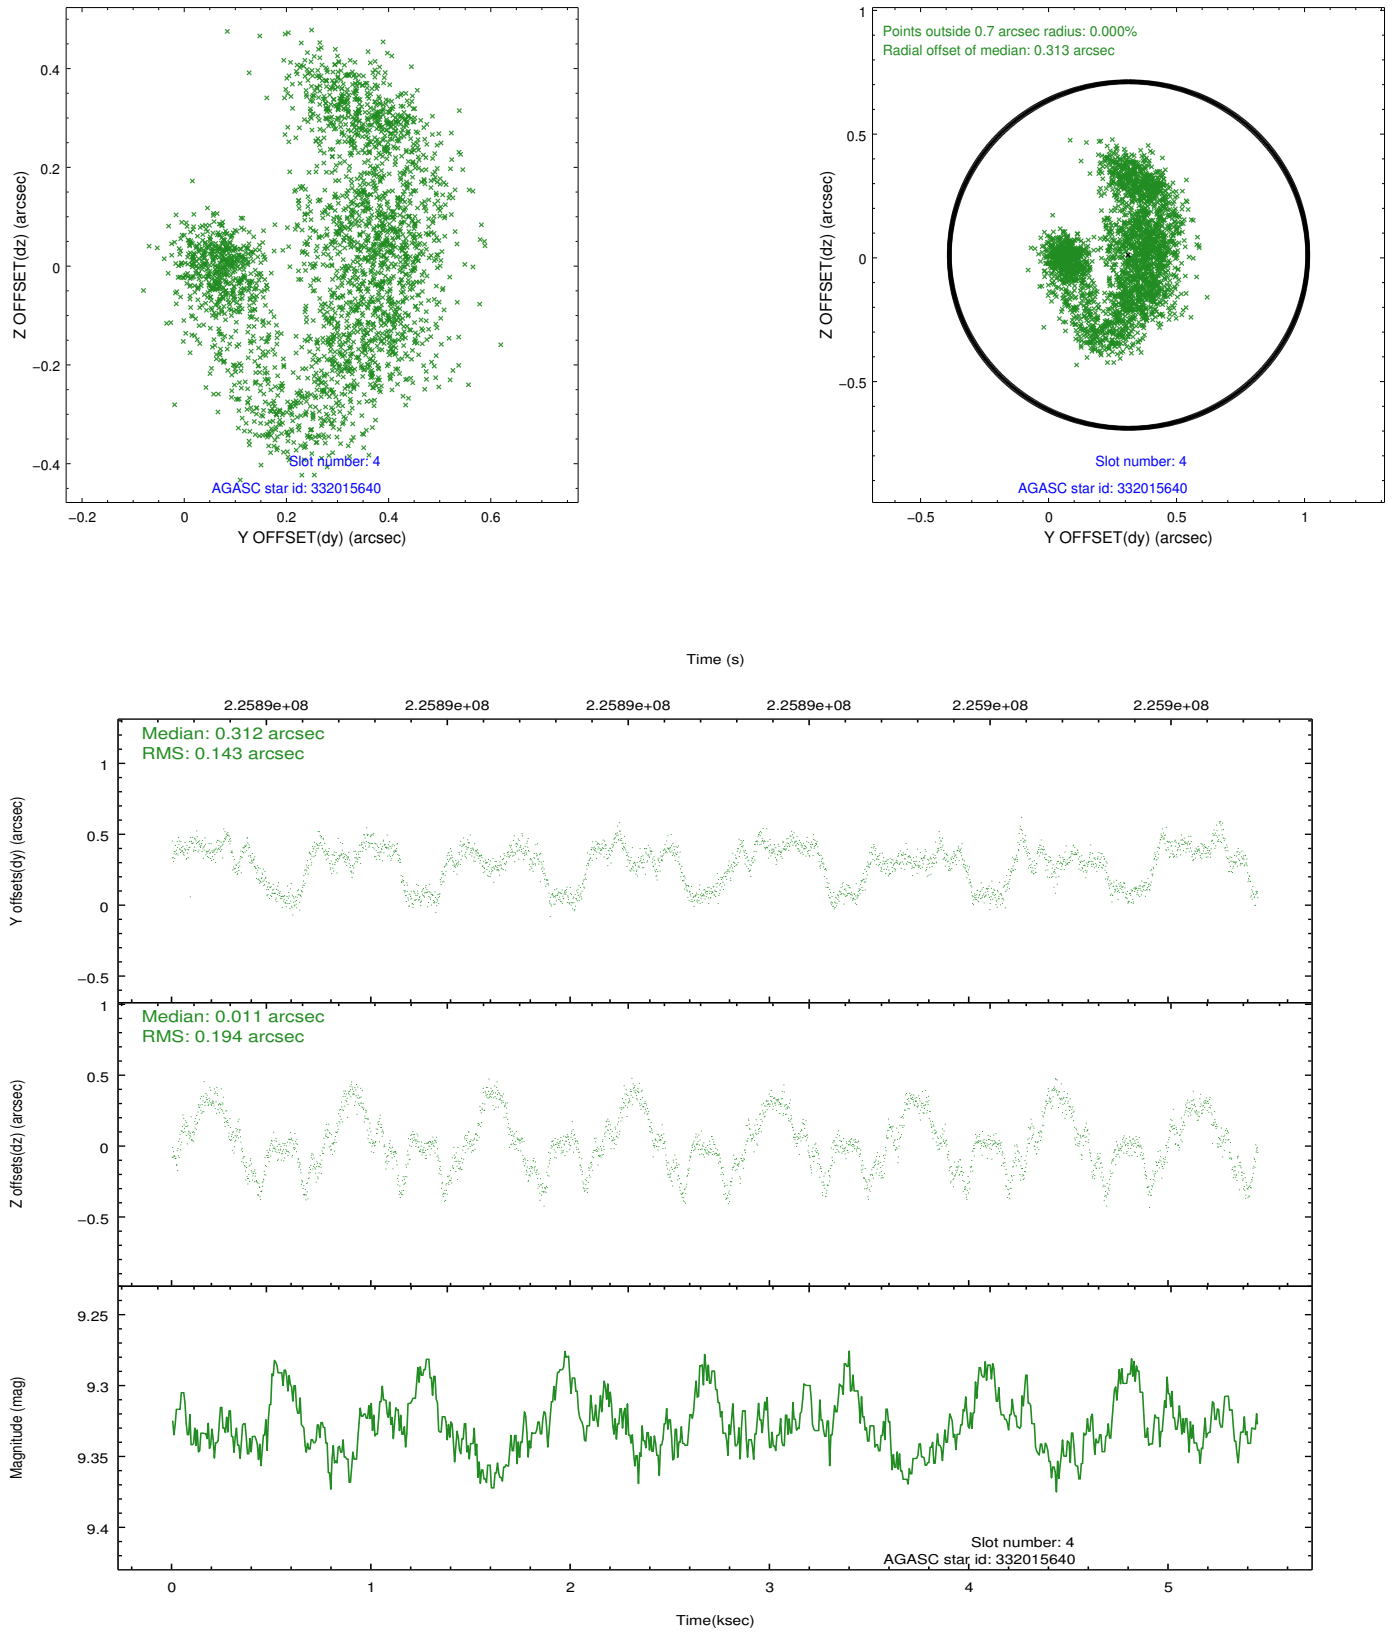 0.4
0.2
0
−0.2
−0.4
Z OFFSET(dz) (arcsec)
Slot number: 4
AGASC star id: 332015640
−0.2
0
0.2
0.4
0.6
Y OFFSET(dy) (arcsec)
Points outside 0.7 arcsec radius: 0.000%
Radial offset of median: 0.313 arcsec
1
0.5
0
−0.5
Z OFFSET(dz) (arcsec)
Slot number: 4
AGASC star id: 332015640
−0.5
0
0.5
1
Y OFFSET(dy) (arcsec)
Time (s)
2.2589e+08
2.2589e+08
2.2589e+08
2.2589e+08
2.259e+08
2.259e+08
Median: 0.312 arcsec
RMS: 0.143 arcsec
1
0.5
0
−0.5
Y offsets(dy) (arcsec)
Median: 0.011 arcsec
RMS: 0.194 arcsec
1
0.5
0
−0.5
Z offsets(dz) (arcsec)
9.25
9.3
9.35
9.4
Magnitude (mag)
Slot number: 4
AGASC star id: 332015640
0
1
2
3
4
5
Time(ksec)